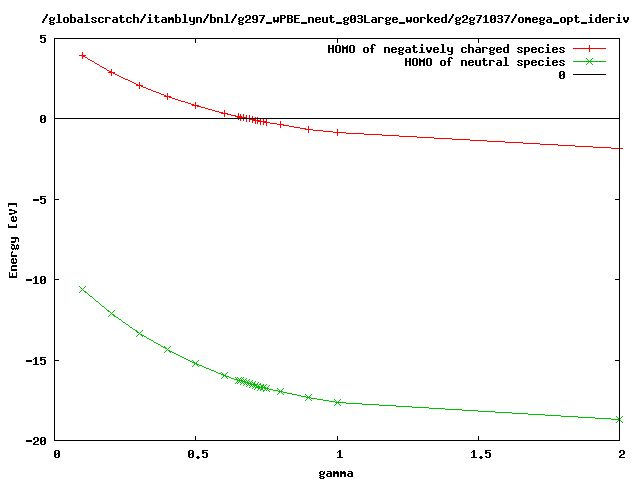 /globalscratch/itamblyn/bnl/g297_wPBE_neut_g03Large_worked/g2g71037/omega_opt_ideriv
HOMO of negatively charged species
HOMO of neutral species
0
5
0
-5
-10
-15
-20
Energy [eV]
0
0.5
1
1.5
2
gamma